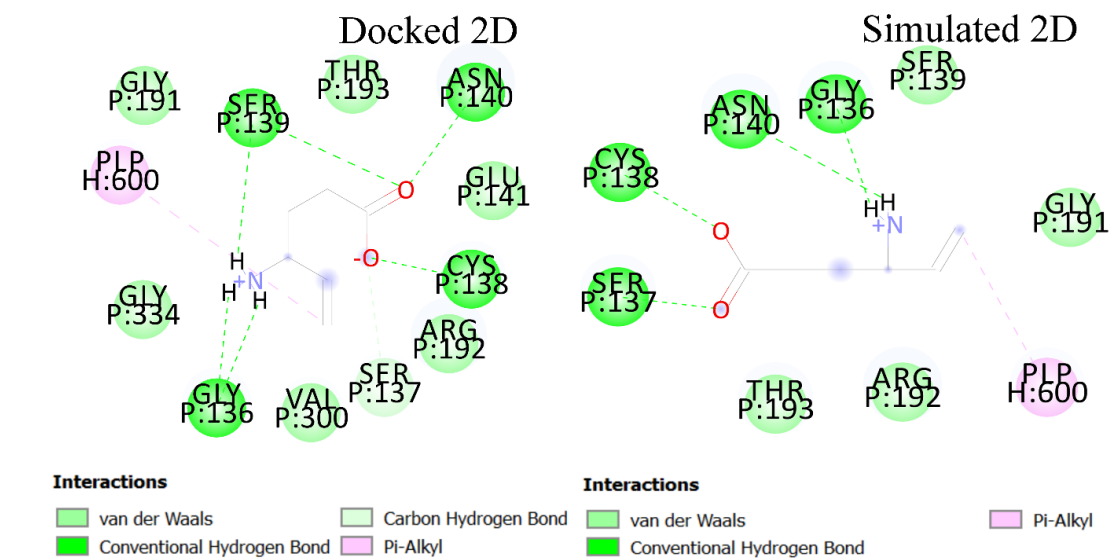 Docked 2D
GLY
P:191
SER
P:139
THR
P:193
ASN
P:140
PLP
H:600
GLU
P:141
O
-O
H
+N
H
H
CYS
P:138
GLY
P:334
ARG
P:192
GLY
P:136
VAL
P:300
SER
P:137
Interactions
van der Waals
Conventional Hydrogen Bond
Carbon Hydrogen Bond
Pi-Alkyl
Simulated 2D
SER
P:139
ASN
P:140
GLY
P:136
CYS
P:138
HH
+N
GLY
P:191
O
O
SER
P:137
THR
P:193
ARG
P:192
PLP
H:600
Interactions
van der Waals
Conventional Hydrogen Bond
Pi-Alkyl